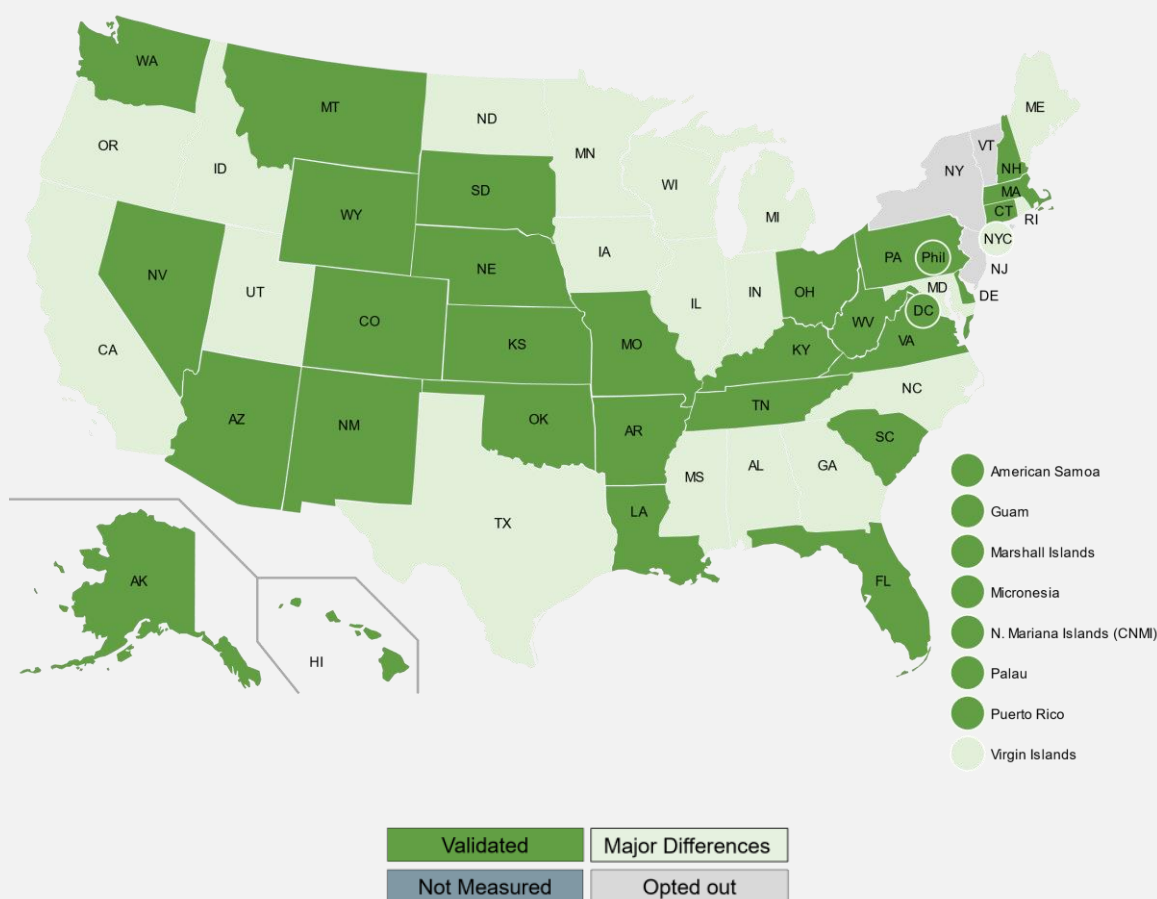 WA
MT
ND
ME
OR
MN
VT
ID
NY
NH
SD
WI
MA
WY
MI
CT
RI
NYC
IA
PA
Phil
NV
NE
NJ
UT
IL
IN
OH
MD
DE
CO
DC
WV
CA
KS
MO
VA
KY
NC
TN
AZ
NM
OK
AR
SC
MS
AL
GA
American Samoa
LA
Guam
TX
Marshall Islands
AK
FL
Micronesia
N. Mariana Islands (CNMI)
HI
Palau
Puerto Rico
Virgin Islands
Validated
Major Differences
Not Measured
Opted out